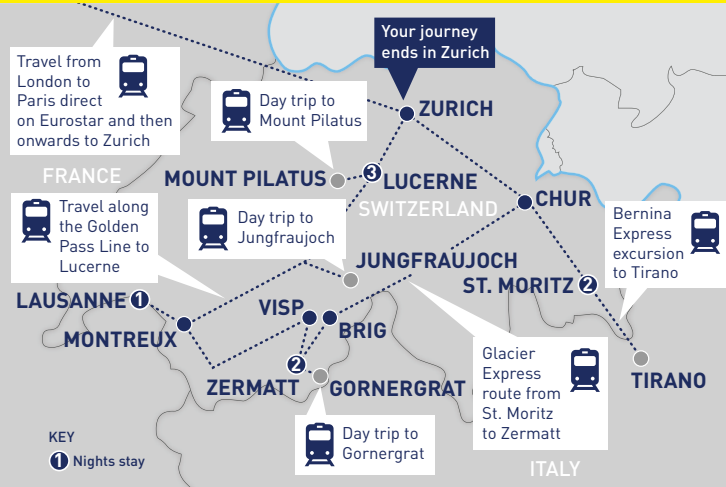 Your journey
ends in Zurich
Travel from
London to
Paris direct
on Eurostar and then
onwards to Zurich
Day trip to
Mount Pilatus
ZURICH
FRANCE
MOUNT PILATUS
3
LUCERNE
SWITZERLAND
CHUR
Travel along
the Golden
Pass Line to
Lucerne
Day trip to
Jungfraujoch
Bernina
Express
excursion
to Tirano
JUNGFRAUJOCH
ST. MORITZ
2
LAUSANNE
1
VISP
MONTREUX
BRIG
2
ZERMATT
GORNERGRAT
Glacier
Express
route from
St. Moritz
to Zermatt
TIRANO
Day trip to
Gornergrat
KEY
1 Nights stay
ITALY